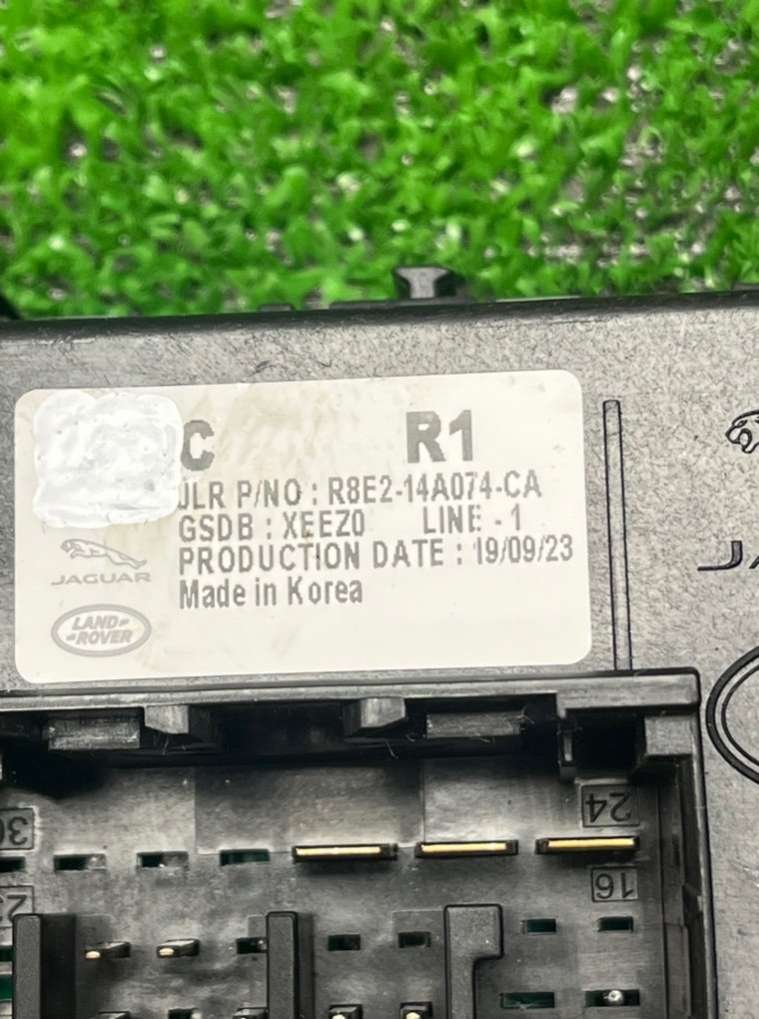 C R1
JLR P/NO : R8E2-14A074-CA
GSDB : XEEZ0 LINE - 1
PRODUCTION DATE : 19/09/23
Made in Korea
JAGUAR
LAND
ROVER
JA
24
16